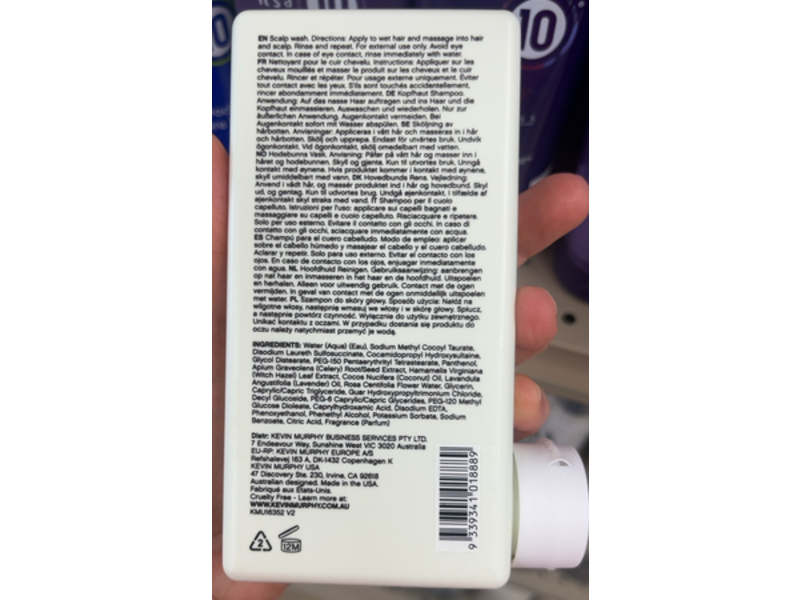 EN Scalp wash. Directions: Apply to wet hair and massage into hair
and scalp. Rinse and repeat. For external use only. Avoid eye
contact. In case of eye contact, rinse immediately with water.
FR Nettoyant pour le cuir chevelu. Instructions: Appliquer sur les
cheveux mouillés et masser le produit sur les cheveux et le cuir
chevelu. Rincer et répéter. Pour usage externe uniquement. Éviter
tout contact avec les yeux. S'ils sont touchés accidentellement,
rincer abondamment immédiatement. DE Kopfhaut Shampoo.
Anwendung: Auf das nasse Haar auftragen und ins Haar und die
Kopfhaut einmassieren. Auswaschen und wiederholen. Nur zur
äußerlichen Anwendung. Augenkontakt vermeiden. Bei
Augenkontakt sofort mit Wasser abspülen. SE Sköljning av
hårbotten. Anvisningar: Appliceras i vått hår och masseras in i hår
och hårbotten. Skölj och upprepa. Endast för utvärtes bruk. Undvik
ögonkontakt. Vid ögonkontakt, skölj omedelbart med vatten.
NO Hodebunns Vask. Anvisning: Påfør på vått hår og masser inn i
håret og hodebunnen. Skyll og gjenta. Kun til utvortes bruk. Unngå
kontakt med øynene. Hvis produktet kommer i kontakt med øynene,
skyll umiddelbart med vann. DK Hovedbunds Rens. Vejledning:
Anvend i vådt hår, og massér produktet ind i hår og hovedbund. Skyl
ud, og gentag. Kun til udvortes brug. Undgå øjenkontakt. I tilfælde af
øjenkontakt skyl straks med vand. IT Shampoo per il cuoio
capelluto. Istruzioni per l'uso: applicare sui capelli bagnati e
massaggiare su capelli e cuoio capelluto. Risciacquare e ripetere.
Solo per uso esterno. Evitare il contatto con gli occhi. In caso di
contatto con gli occhi, sciacquare immediatamente con acqua.
ES Champú para el cuero cabelludo. Modo de empleo: aplicar
sobre el cabello húmedo y masajear el cabello y el cuero cabelludo.
Aclarar y repetir. Solo para uso externo. Evitar el contacto con los
ojos. En caso de contacto con los ojos, enjuagar inmediatamente
con agua. NL Hoofdhuid Reinigen. Gebruiksaanwijzing: aanbrengen
op nat haar en inmasseren in het haar en de hoofdhuid. Uitspoelen
en herhalen. Alleen voor uitwendig gebruik. Contact met de ogen
vermijden. In geval van contact met de ogen onmiddellijk uitspoelen
met water. PL Szampon do skóry głowy. Sposób użycia: Nałóż na
wilgotne włosy, następnie wmasuj we włosy i w skórę głowy. Spłucz,
a następnie powtórz czynność. Wyłącznie do użytku zewnętrznego.
Unikać kontaktu z oczami. W przypadku dostania się produktu do
oczu należy natychmiast przemyć je wodą.
INGREDIENTS: Water (Aqua) (Eau), Sodium Methyl Cocoyl Taurate,
Disodium Laureth Sulfosuccinate, Cocamidopropyl Hydroxysultaine,
Glycol Distearate, PEG-150 Pentaerythrityl Tetrastearate, Panthenol,
Apium Graveolens (Celery) Root/Seed Extract, Hamamelis Virginiana
(Witch Hazel) Leaf Extract, Cocos Nucifera (Coconut) Oil, Lavandula
Angustifolia (Lavender) Oil, Rosa Centifolia Flower Water, Glycerin,
Caprylic/Capric Triglyceride, Guar Hydroxypropyltrimonium Chloride,
Decyl Glucoside, PEG-6 Caprylic/Capric Glycerides, PEG-120 Methyl
Glucose Dioleate, Caprylhydroxamic Acid, Disodium EDTA,
Phenoxyethanol, Phenethyl Alcohol, Potassium Sorbate, Sodium
Benzoate, Citric Acid, Fragrance (Parfum)
Distr: KEVIN MURPHY BUSINESS SERVICES PTY LTD.
7 Endeavour Way, Sunshine West VIC 3020 Australia
EU-RP: KEVIN MURPHY EUROPE A/S
Refshalevej 163 A, DK-1432 Copenhagen K
KEVIN MURPHY USA
47 Discovery Ste. 230, Irvine, CA 92618
Australian designed. Made in the USA.
Fabriqué aux États-Unis.
Cruelty Free - Learn more at:
WWW.KEVINMURPHY.COM.AU
KMU16352 V2
2
12M
9 339341 018889
10
10